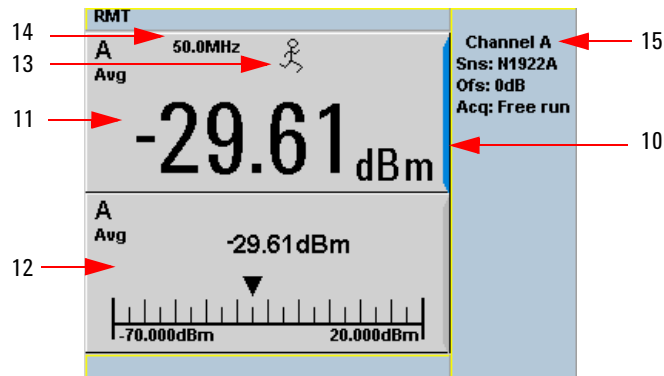 RMT
14
50.0MHz
A
Avg
13
Channel A
15
Sns: N1922A
Ofs: 0dB
Acq: Free run
11
-29.61 dBm
10
A
Avg
-29.61dBm
12
-70.000dBm
20.000dBm